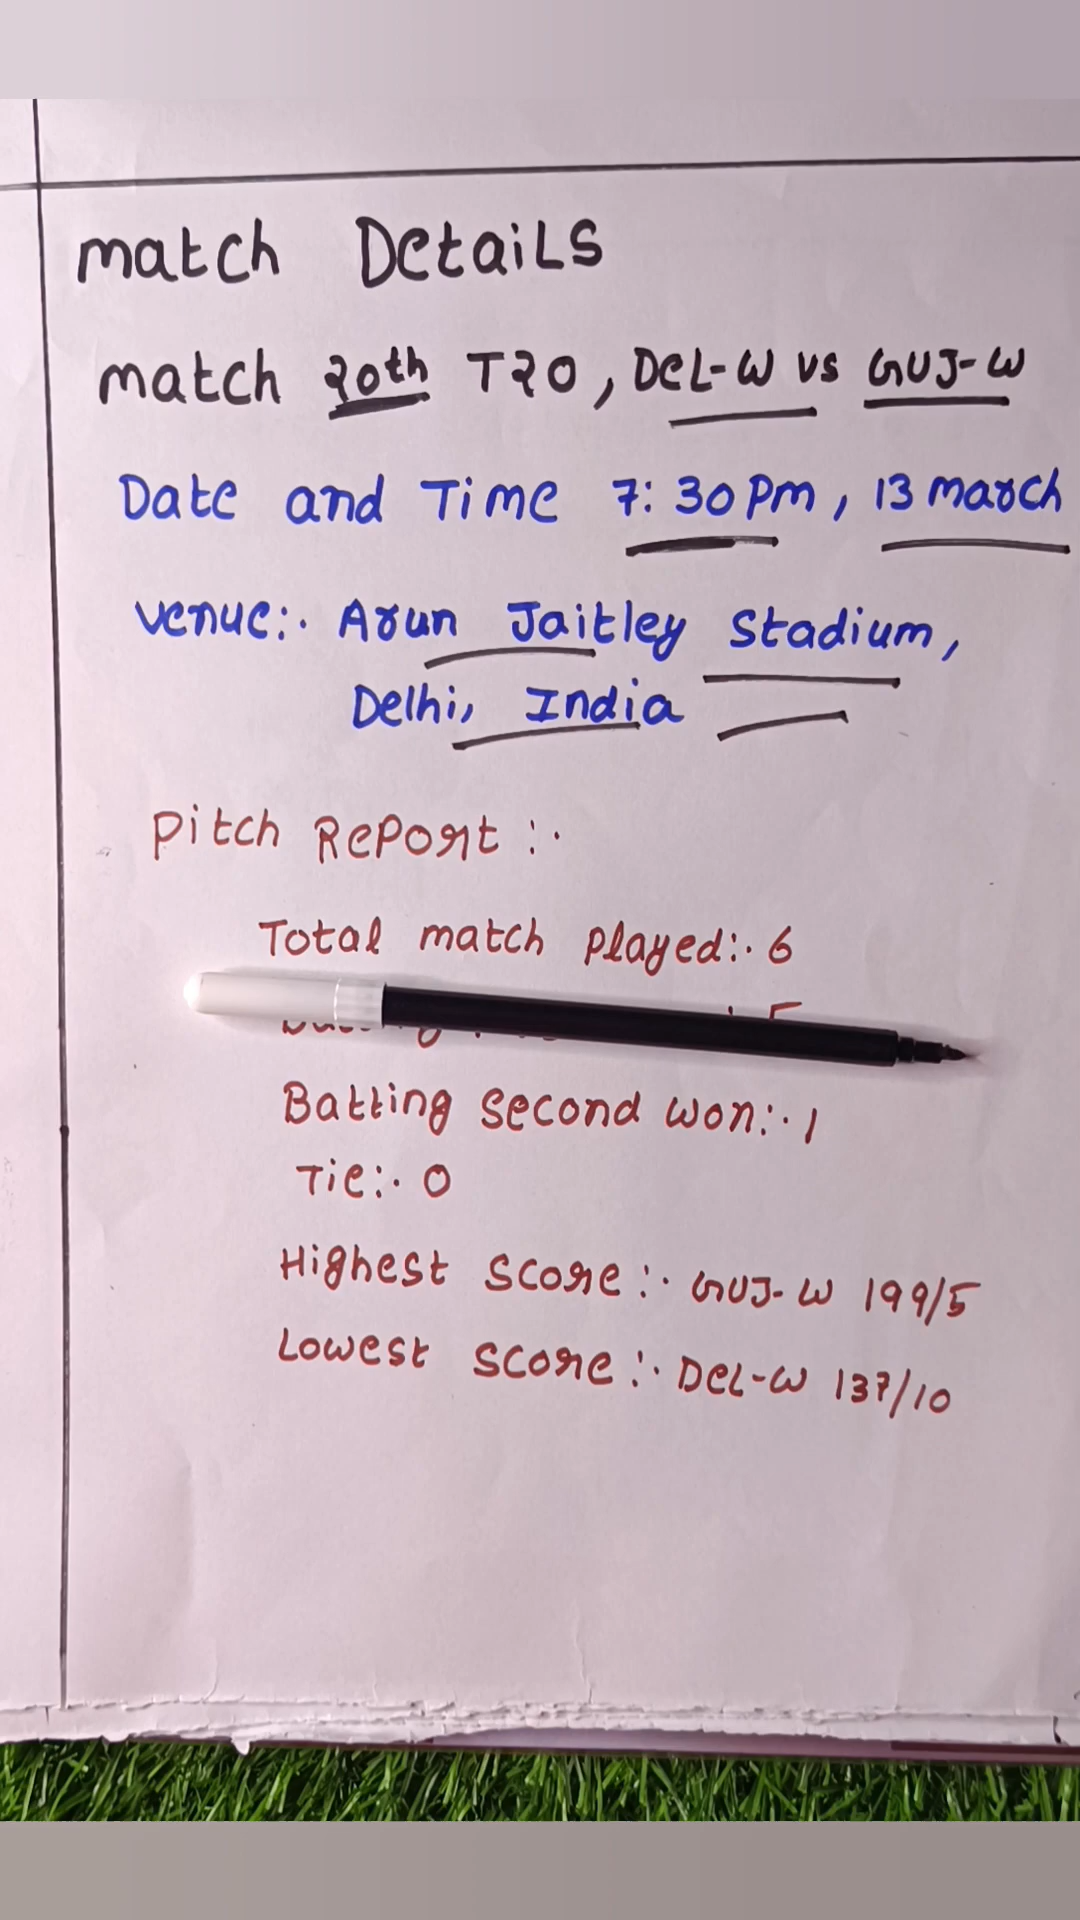 match Details
match 20th T20, Del-W vs GUJ-W
Date and Time 7:30 Pm, 13 march
venue:- Arun Jaitley Stadium,
Delhi, India
Pitch Report :-
Total match played:- 6
: 5
Batting second won:- 1
Tie:- 0
Highest score :- GUJ-W 199/5
Lowest score :- Del-W 137/10